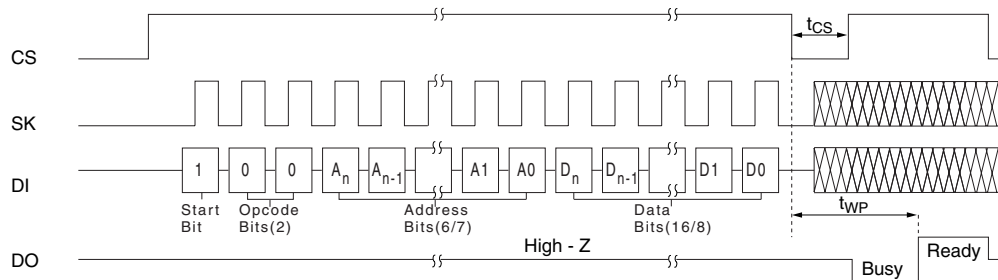 CS
tCS
SK
DI
1 0 0 An An-1 A1 A0 Dn Dn-1 D1 D0
Start Bit
Opcode Bits(2)
Address Bits(6/7)
Data Bits(16/8)
tWP
DO
High - Z
Busy
Ready